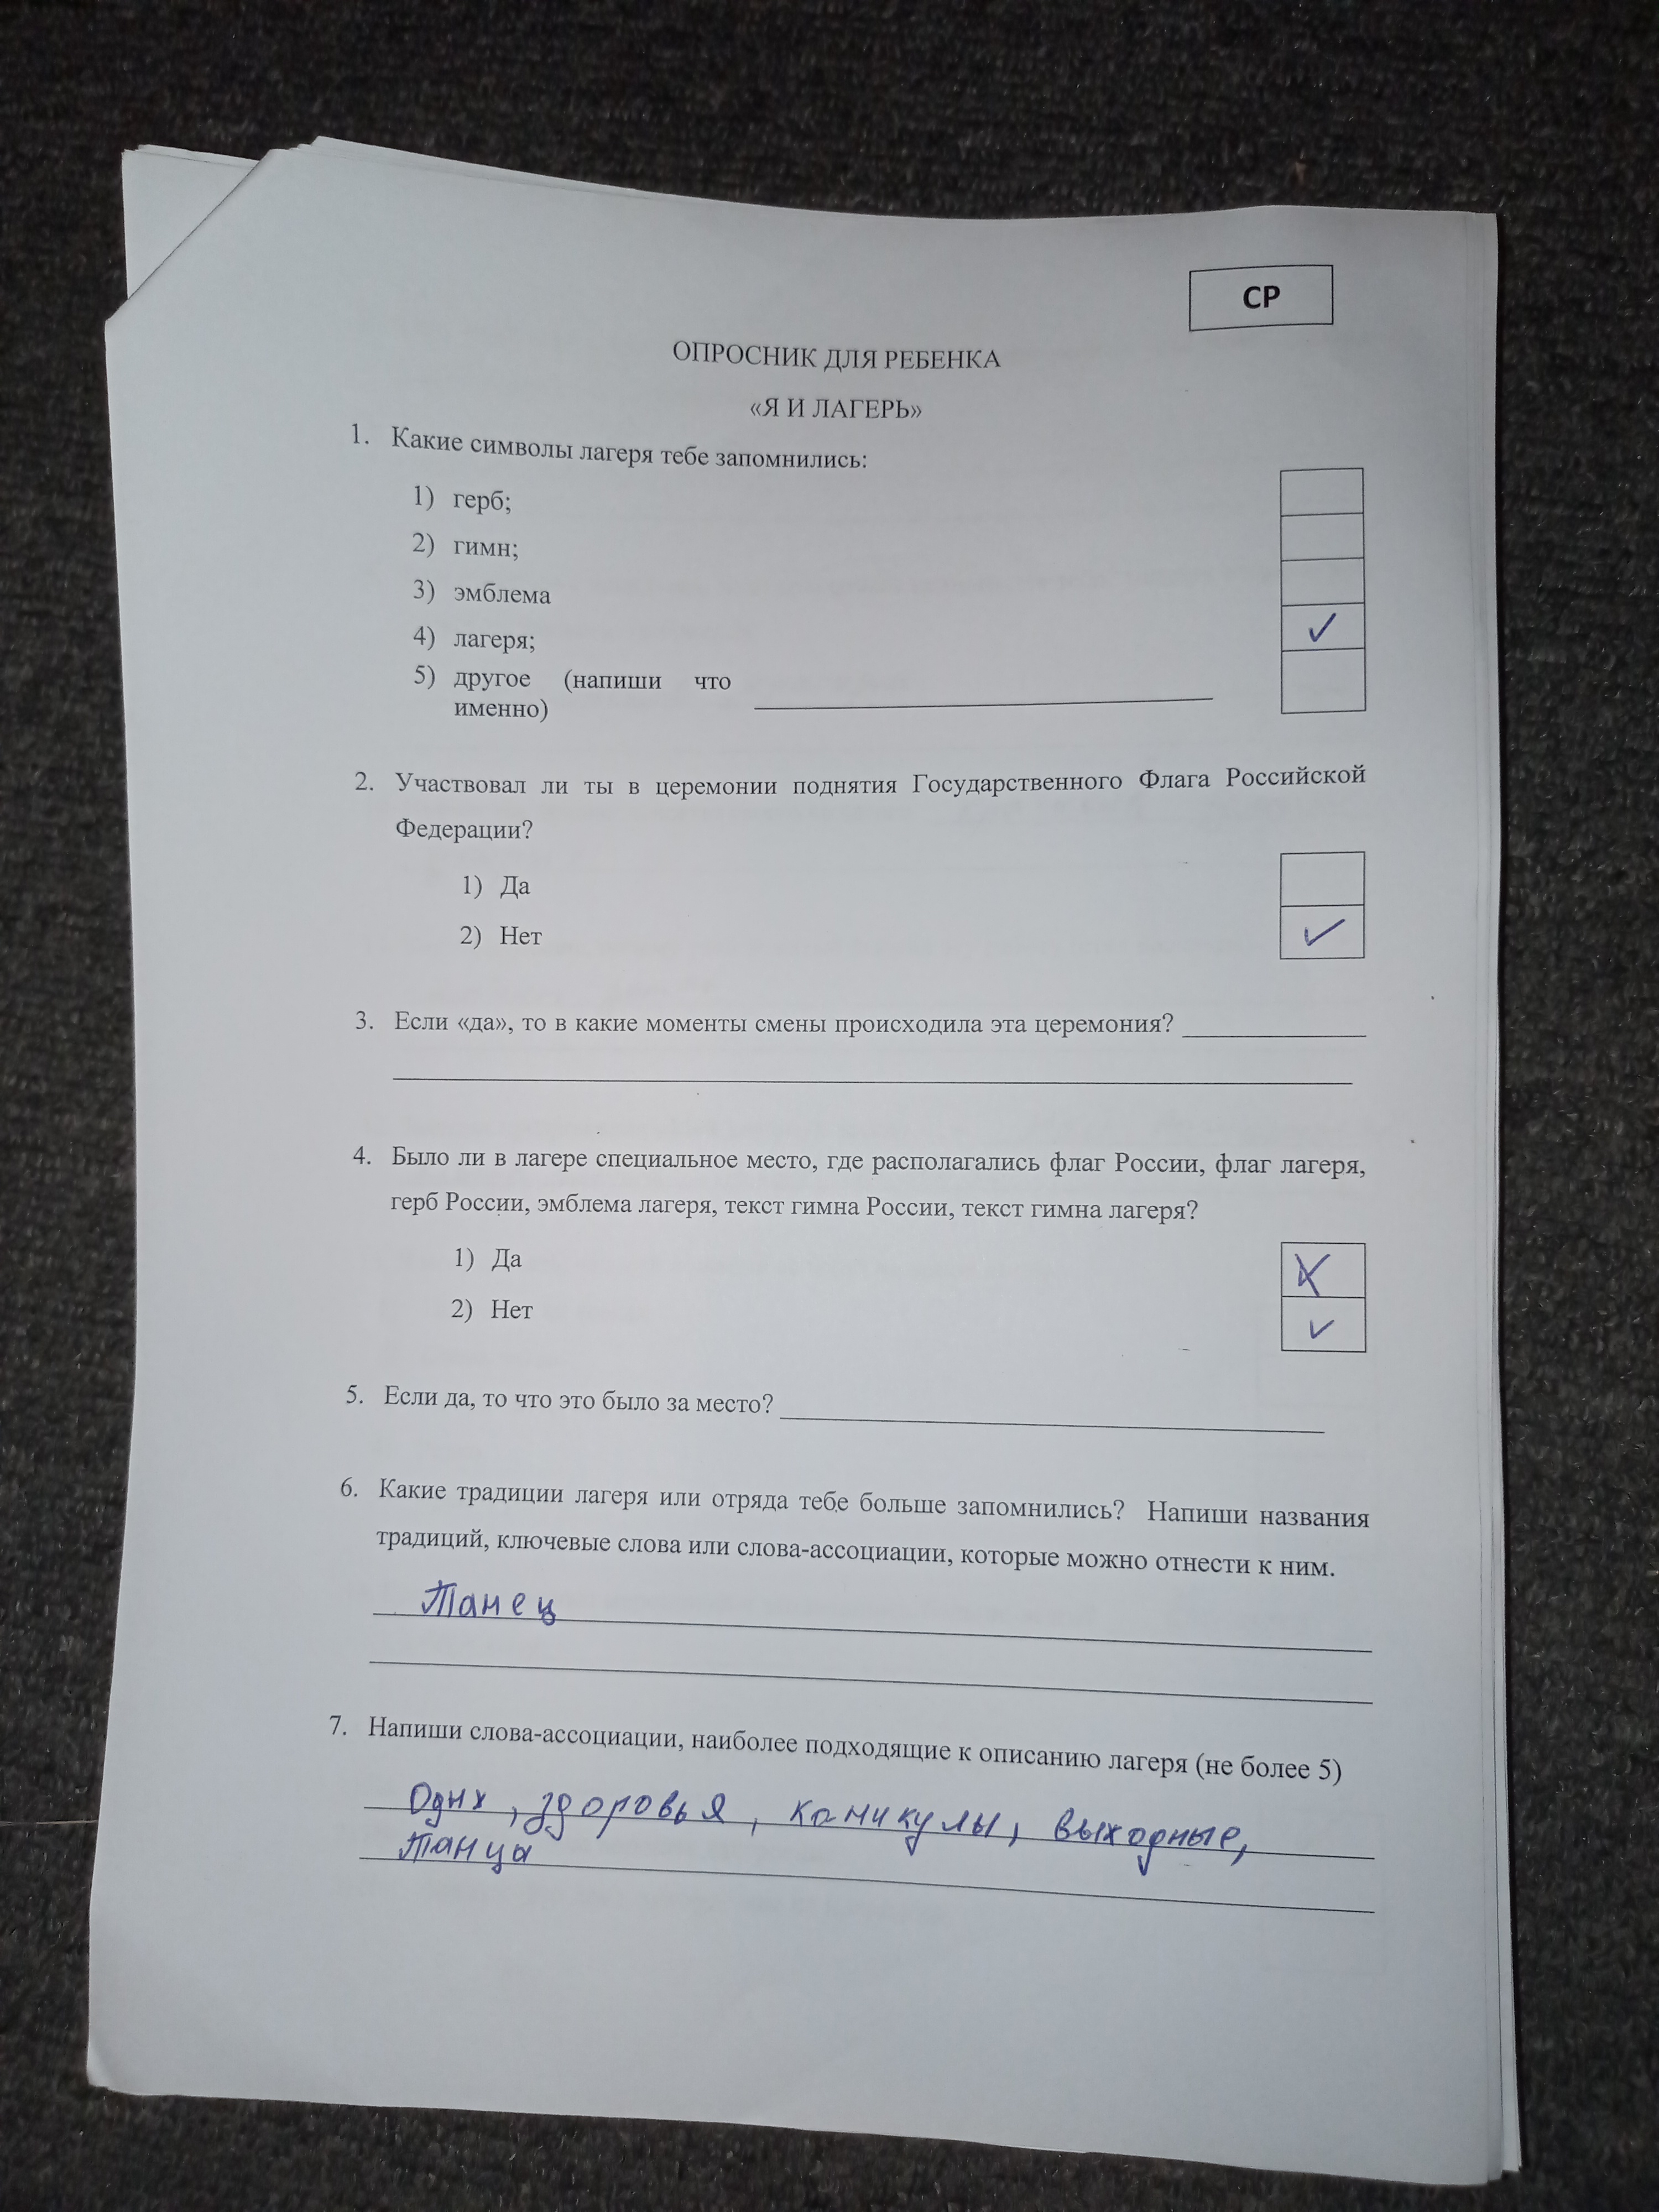 СР
ОПРОСНИК ДЛЯ РЕБЕНКА
«Я И ЛАГЕРЬ»
1. Какие символы лагеря тебе запомнились:
1) герб;
2) гимн;
3) эмблема
4) лагеря;
5) другое (напиши что
именно)
2. Участвовал ли ты в церемонии поднятия Государственного Флага Российской
Федерации?
1) Да
2) Нет
3. Если «да», то в какие моменты смены происходила эта церемония?
4. Было ли в лагере специальное место, где располагались флаг России, флаг лагеря,
герб России, эмблема лагеря, текст гимна России, текст гимна лагеря?
1) Да
2) Нет
5. Если да, то что это было за место?
6. Какие традиции лагеря или отряда тебе больше запомнились? Напиши названия
традиций, ключевые слова или слова-ассоциации, которые можно отнести к ним.
Танец
7. Напиши слова-ассоциации, наиболее подходящие к описанию лагеря (не более 5)
Одих, здоровья, каникулы, выходные,
Танцы